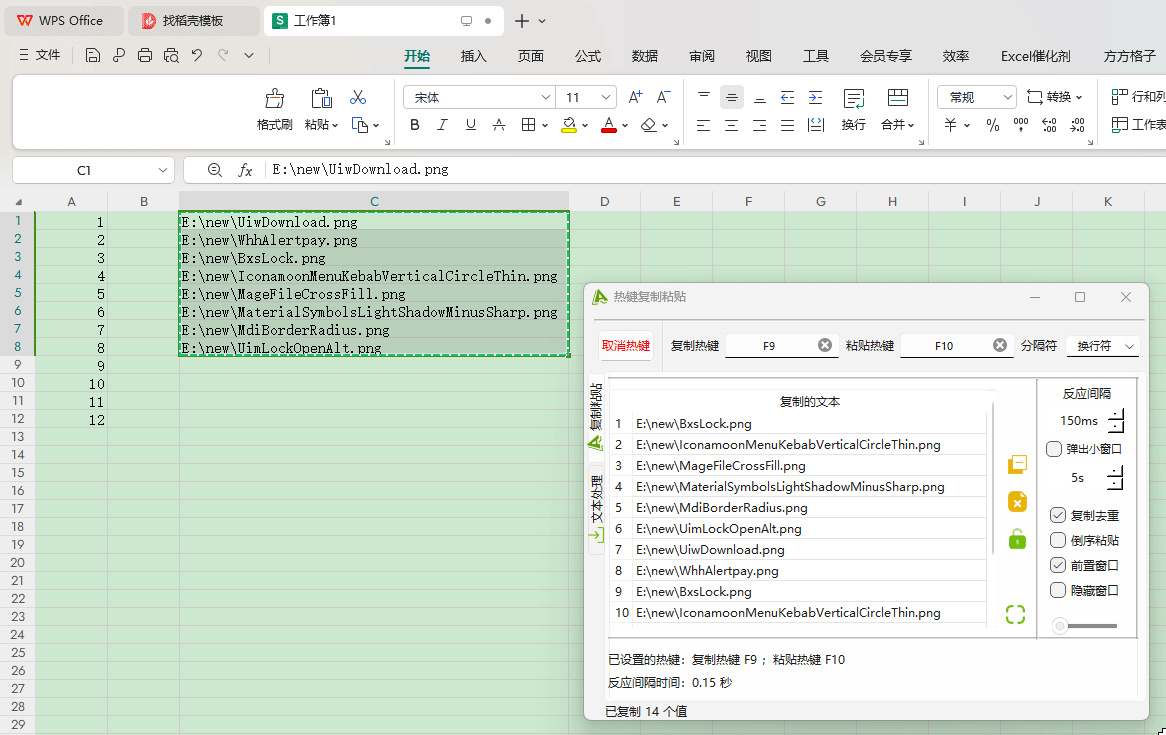 WPS Office 找稻壳模板 S 工作簿1
文件 开始 插入 页面 公式 数据 审阅 视图 工具 会员专享 效率 Excel催化剂 方方格子
格式刷 粘贴 宋体 11 A+ A- B I U A A 换行 合并 常规 转换 行和列 ¥ % 工作表
C1 fx E:\new\UiwDownload.png
A B C D E F G H I J K
1 1 E:\new\UiwDownload.png
2 2 E:\new\WhhAlertpay.png
3 3 E:\new\BxsLock.png
4 4 E:\new\IconamoonMenuKebabVerticalCircleThin.png
5 5 E:\new\MageFileCrossFill.png
6 6 E:\new\MaterialSymbolsLightShadowMinusSharp.png
7 7 E:\new\MdiBorderRadius.png
8 8 E:\new\UimLockOpenAlt.png
9 9
10 10
11 11
12 12
13
14
15
16
17
18
19
20
21
22
23
24
25
26
27
28
29
热键复制粘贴
取消热键 复制热键 F9 粘贴热键 F10 分隔符 换行符
复制粘贴
文本处理
复制的文本
1 E:\new\BxsLock.png
2 E:\new\IconamoonMenuKebabVerticalCircleThin.png
3 E:\new\MageFileCrossFill.png
4 E:\new\MaterialSymbolsLightShadowMinusSharp.png
5 E:\new\MdiBorderRadius.png
6 E:\new\UimLockOpenAlt.png
7 E:\new\UiwDownload.png
8 E:\new\WhhAlertpay.png
9 E:\new\BxsLock.png
10 E:\new\IconamoonMenuKebabVerticalCircleThin.png
反应间隔
150ms
弹出小窗口
5s
复制去重
倒序粘贴
前置窗口
隐藏窗口
已设置的热键：复制热键 F9 ；粘贴热键 F10
反应间隔时间：0.15 秒
已复制 14 个值